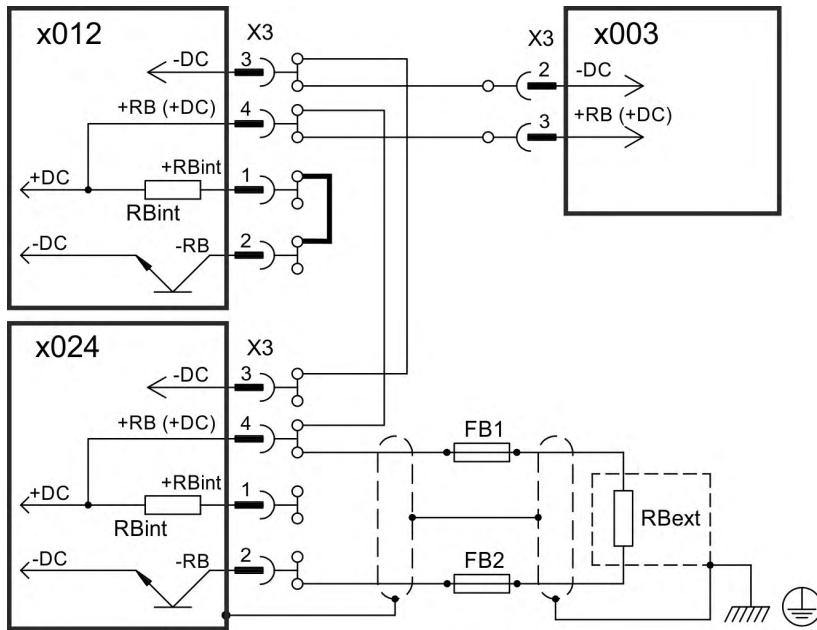 x012
X3
X3
x003
-DC
3
2
-DC
+RB (+DC)
4
3
+RB (+DC)
+DC
+RBint
1
RBint
-DC
-RB
2
x024
X3
-DC
3
+RB (+DC)
4
FB1
+DC
+RBint
1
RBint
RBext
-DC
-RB
2
FB2